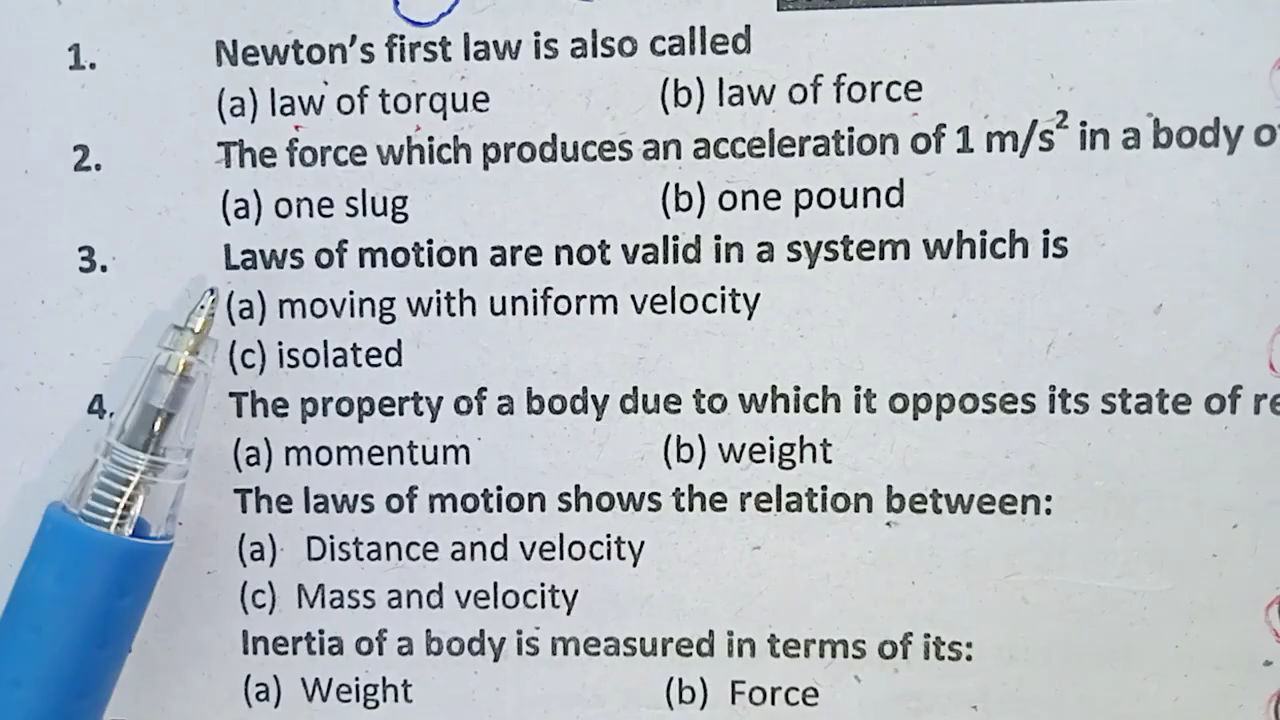 1. Newton's first law is also called
(a) law of torque (b) law of force
2. The force which produces an acceleration of 1 m/s² in a body o
(a) one slug (b) one pound
3. Laws of motion are not valid in a system which is
(a) moving with uniform velocity
(c) isolated
4. The property of a body due to which it opposes its state of re
(a) momentum (b) weight
The laws of motion shows the relation between:
(a) Distance and velocity
(c) Mass and velocity
Inertia of a body is measured in terms of its:
(a) Weight (b) Force